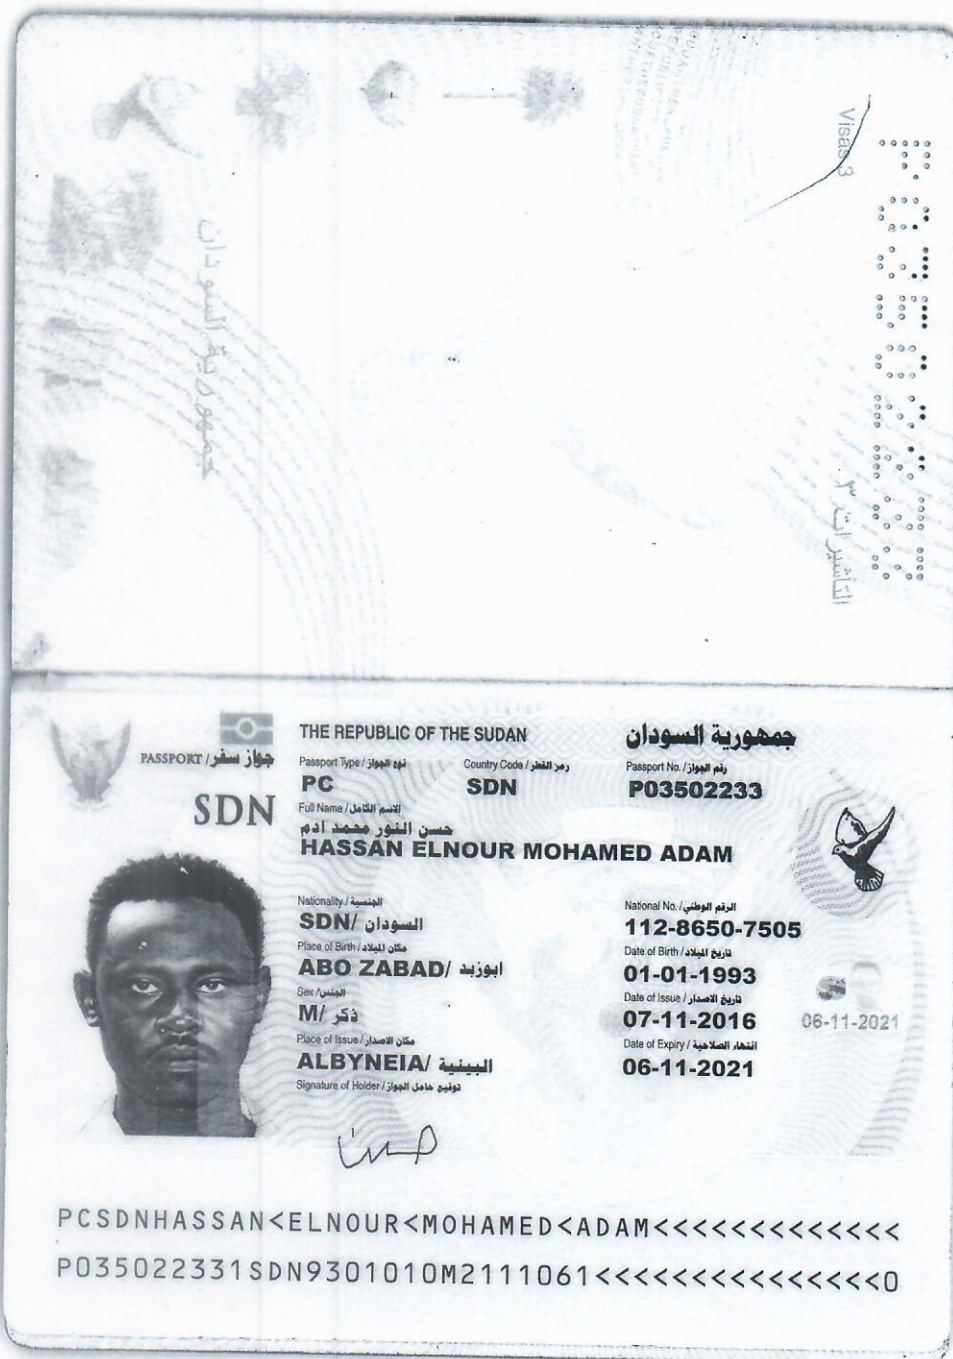 Visas 3
P03502233
التأشيرات ٣
جمهورية السودان
PASSPORT / جواز سفر
SDN
THE REPUBLIC OF THE SUDAN
جمهورية السودان
Passport Type / نوع الجواز
Country Code / رمز القطر
Passport No. / رقم الجواز
PC
SDN
P03502233
Full Name / الاسم الكامل
حسن النور محمد ادم
HASSAN ELNOUR MOHAMED ADAM
Nationality / الجنسية
SDN/ السودان
National No. / الرقم الوطني
112-8650-7505
Place of Birth / مكان الميلاد
ABO ZABAD/ ابوزبد
Date of Birth / تاريخ الميلاد
01-01-1993
Sex / الجنس
M/ ذكر
Date of Issue / تاريخ الاصدار
07-11-2016
06-11-2021
Place of Issue / مكان الاصدار
ALBYNEIA/ البينية
Date of Expiry / انتهاء الصلاحية
06-11-2021
Signature of Holder / توقيع حامل الجواز
حسن
PCSDNHASSAN<ELNOUR<MOHAMED<ADAM<<<<<<<<<<<<<
P035022331SDN9301010M2111061<<<<<<<<<<<<<<<0